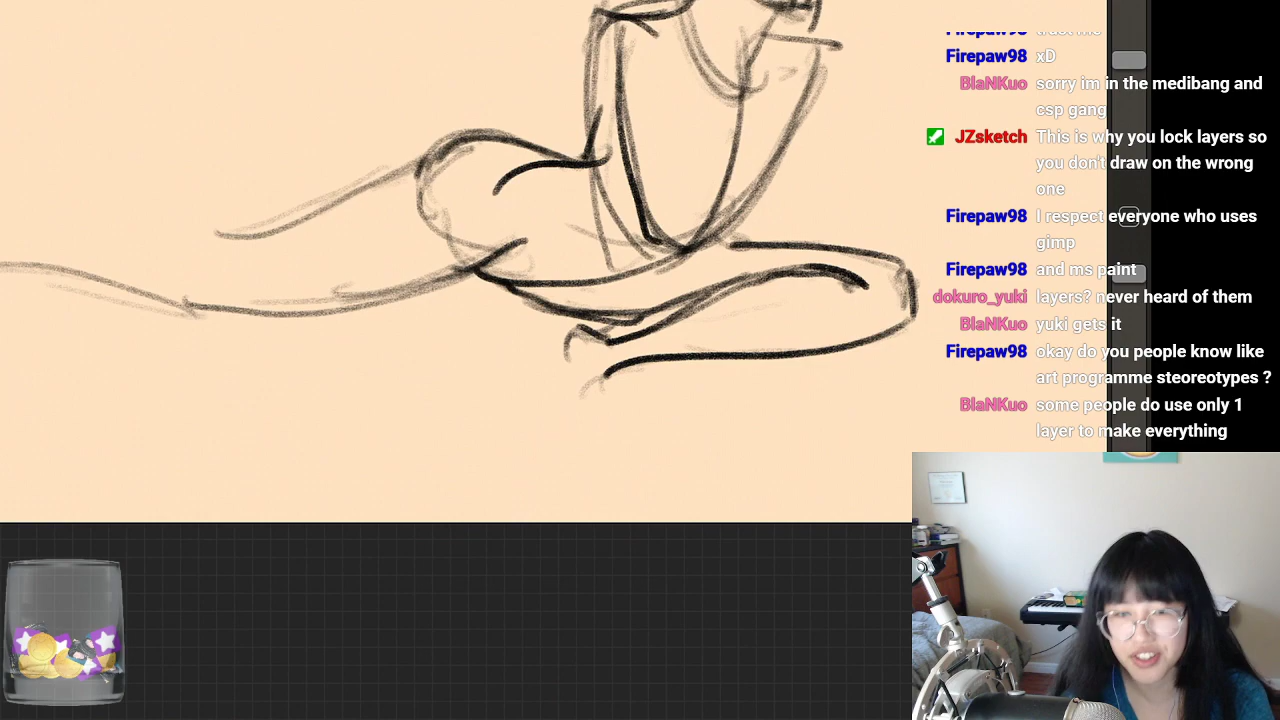 Firepaw98 trust me
Firepaw98 xD
BlaNKuo sorry im in the medibang and
csp gang
JZsketch This is why you lock layers so
you don't draw on the wrong
one
Firepaw98 I respect everyone who uses
gimp
Firepaw98 and ms paint
dokuro_yuki layers? never heard of them
BlaNKuo yuki gets it
Firepaw98 okay do you people know like
art programme steoreotypes ?
BlaNKuo some people do use only 1
layer to make everything